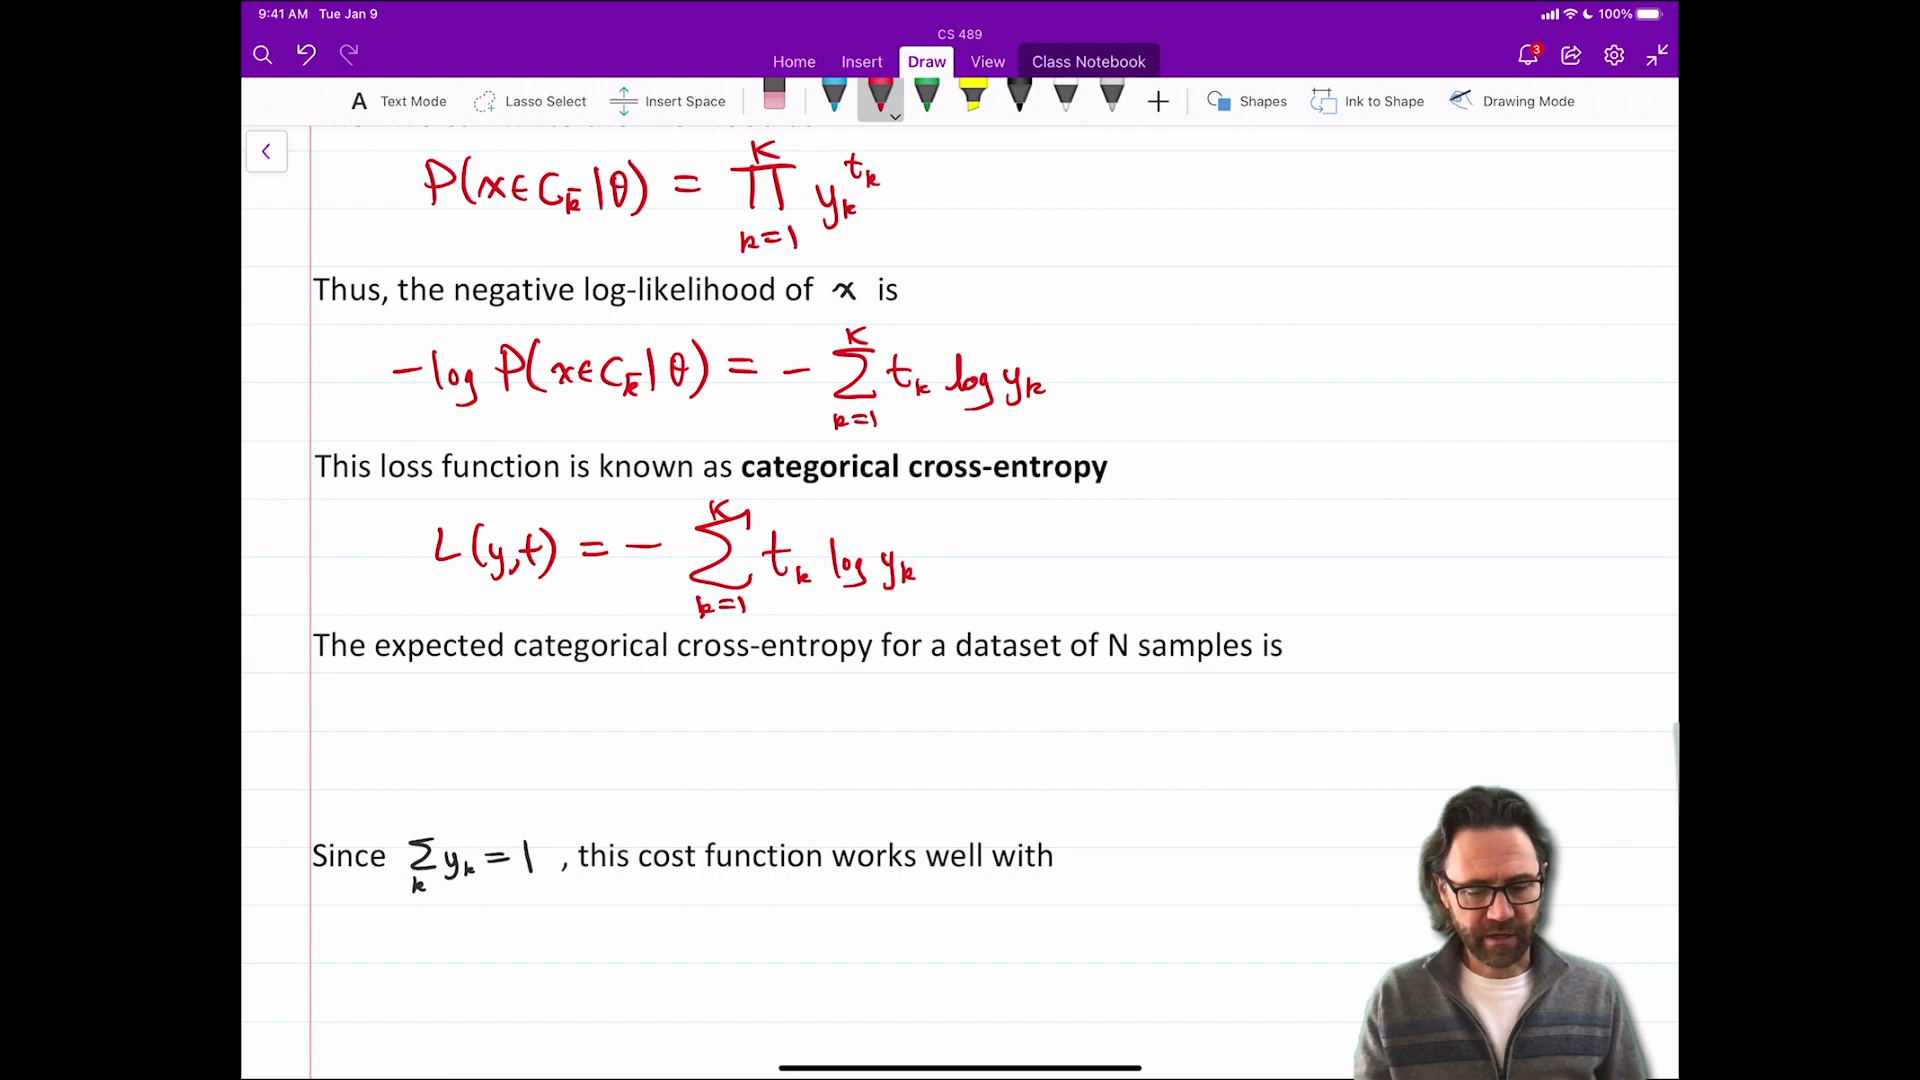 9:41 AM Tue Jan 9
100%
CS 489
3
Home Insert Draw View Class Notebook
A Text Mode Lasso Select Insert Space Shapes Ink to Shape Drawing Mode
P(x∈C_k̄ | θ) = ∏_{k=1}^{K} y_k^{t_k}
Thus, the negative log-likelihood of x is
-log P(x∈C_k̄ | θ) = - ∑_{k=1}^{K} t_k log y_k
This loss function is known as categorical cross-entropy
L(y,t) = - ∑_{k=1}^{K} t_k log y_k
The expected categorical cross-entropy for a dataset of N samples is
Since ∑_k y_k = 1 , this cost function works well with